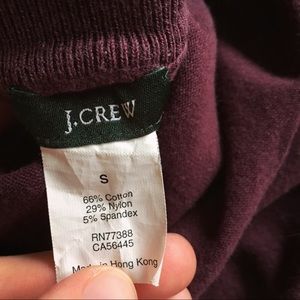 J.CREW
S
66% Cotton
29% Nylon
5% Spandex
RN77388
CA56445
Made in Hong Kong